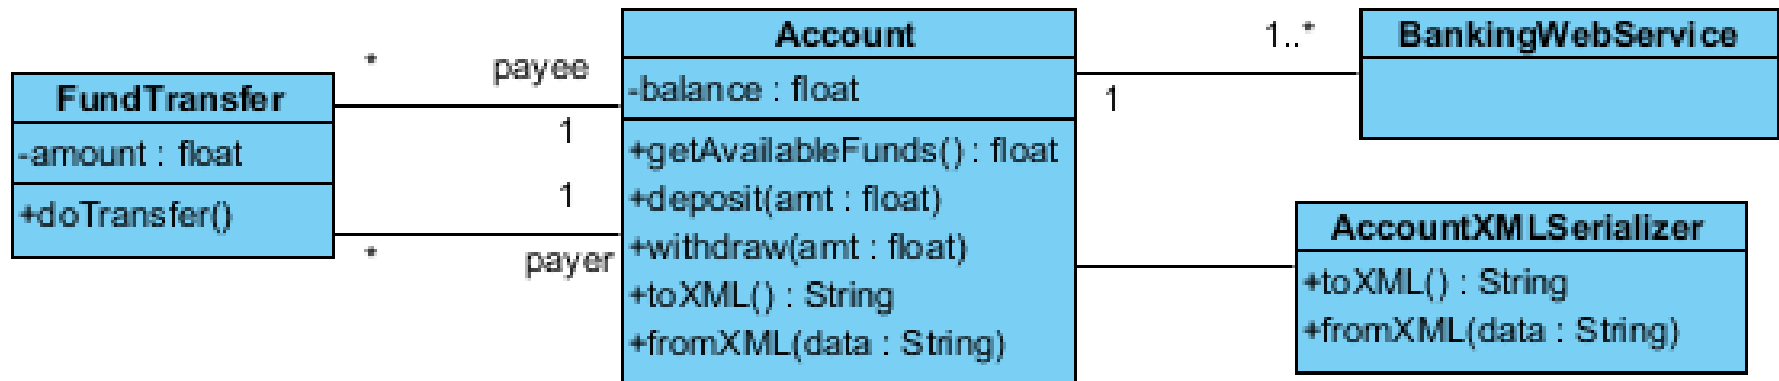 FundTransfer
-amount : float
+doTransfer()
*
payee
1
1
*
payer
Account
-balance : float
+getAvailableFunds() : float
+deposit(amt : float)
+withdraw(amt : float)
+toXML() : String
+fromXML(data : String)
1..*
1
BankingWebService
AccountXMLSerializer
+toXML() : String
+fromXML(data : String)